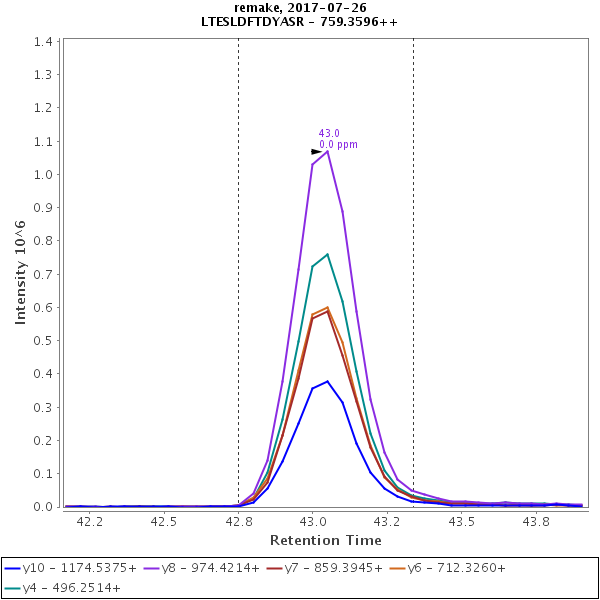 remake, 2017-07-26
LTESLDFTDYASR - 759.3596++
1.4
1.3
1.2
1.1
1.0
0.9
0.8
0.7
0.6
0.5
0.4
0.3
0.2
0.1
0.0
Intensity 10^6
43.0
0.0 ppm
42.2 42.5 42.8 43.0 43.2 43.5 43.8
Retention Time
y10 - 1174.5375+ y8 - 974.4214+ y7 - 859.3945+ y6 - 712.3260+
y4 - 496.2514+